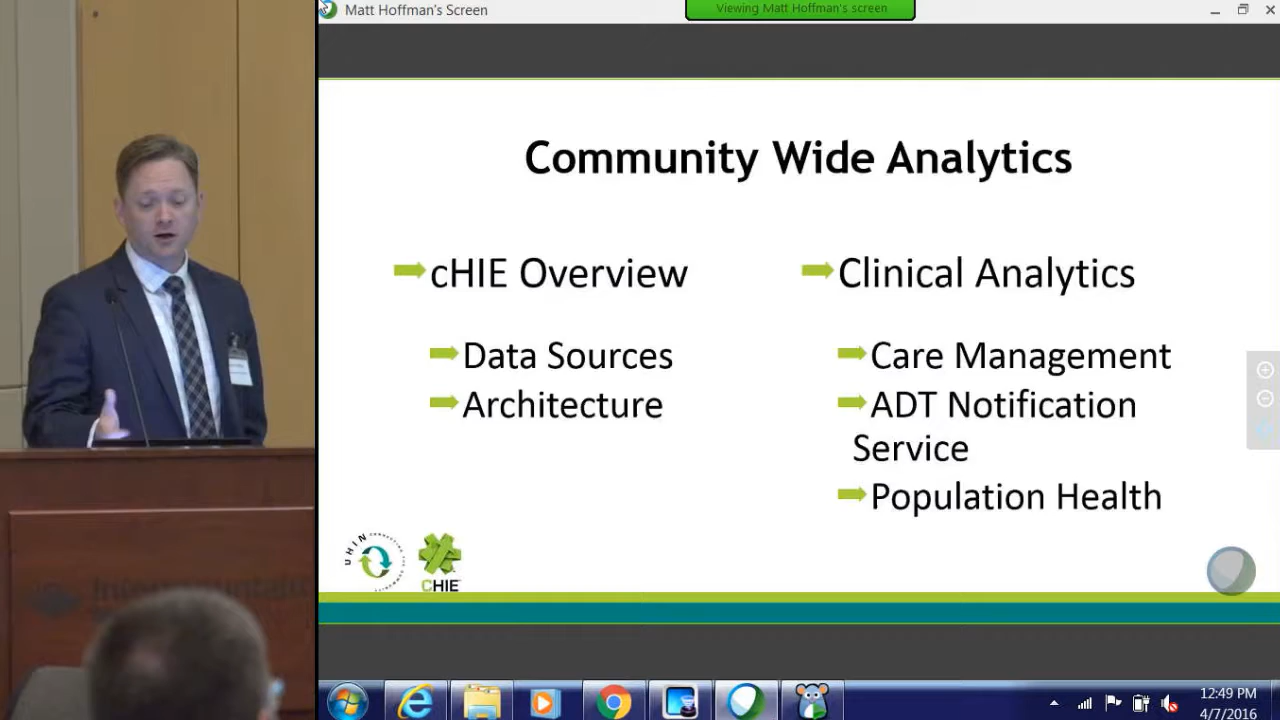 Matt Hoffman's Screen
Viewing Matt Hoffman's screen
Community Wide Analytics
cHIE Overview
Data Sources
Architecture
Clinical Analytics
Care Management
ADT Notification
Service
Population Health
UHIN
CHIE
12:49 PM
4/7/2016